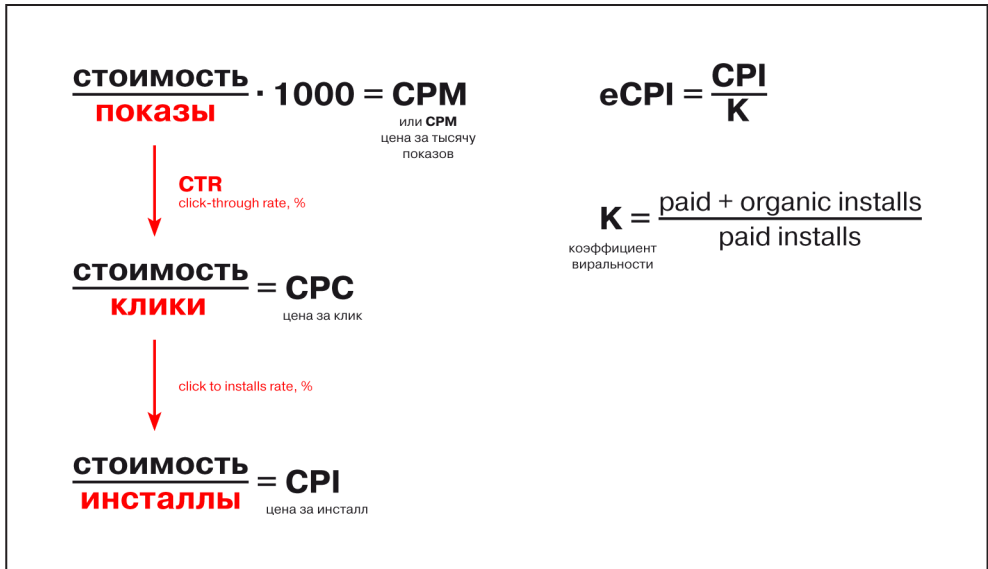 стоимость
показы
· 1000 = CPM
или CPM
цена за тысячу
показов
CTR
click-through rate, %
стоимость
клики
= CPC
цена за клик
click to installs rate, %
стоимость
инсталлы
= CPI
цена за инсталл
eCPI = CPI
K
K = paid + organic installs
paid installs
коэффициент
виральности